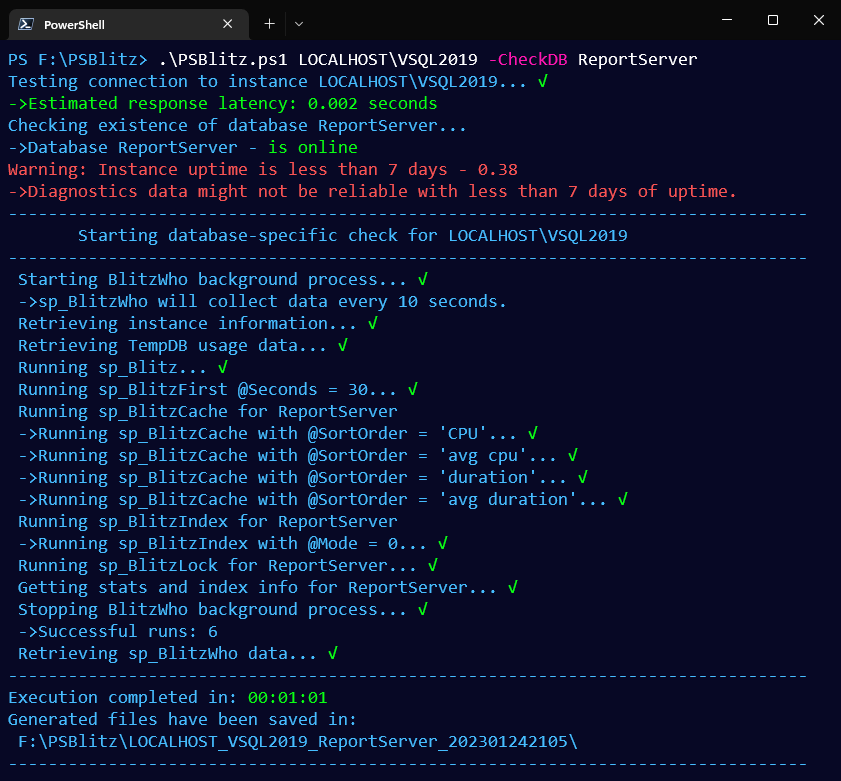 PowerShell
PS F:\PSBlitz> .\PSBlitz.ps1 LOCALHOST\VSQL2019 -CheckDB ReportServer
Testing connection to instance LOCALHOST\VSQL2019... √
->Estimated response latency: 0.002 seconds
Checking existence of database ReportServer...
->Database ReportServer - is online
Warning: Instance uptime is less than 7 days - 0.38
->Diagnostics data might not be reliable with less than 7 days of uptime.
--------------------------------------------------------------------------------
       Starting database-specific check for LOCALHOST\VSQL2019
--------------------------------------------------------------------------------
 Starting BlitzWho background process... √
 ->sp_BlitzWho will collect data every 10 seconds.
 Retrieving instance information... √
 Retrieving TempDB usage data... √
 Running sp_Blitz... √
 Running sp_BlitzFirst @Seconds = 30... √
 Running sp_BlitzCache for ReportServer
 ->Running sp_BlitzCache with @SortOrder = 'CPU'... √
 ->Running sp_BlitzCache with @SortOrder = 'avg cpu'... √
 ->Running sp_BlitzCache with @SortOrder = 'duration'... √
 ->Running sp_BlitzCache with @SortOrder = 'avg duration'... √
 Running sp_BlitzIndex for ReportServer
 ->Running sp_BlitzIndex with @Mode = 0... √
 Running sp_BlitzLock for ReportServer... √
 Getting stats and index info for ReportServer... √
 Stopping BlitzWho background process... √
 ->Successful runs: 6
 Retrieving sp_BlitzWho data... √
--------------------------------------------------------------------------------
Execution completed in: 00:01:01
Generated files have been saved in:
 F:\PSBlitz\LOCALHOST_VSQL2019_ReportServer_202301242105\
--------------------------------------------------------------------------------